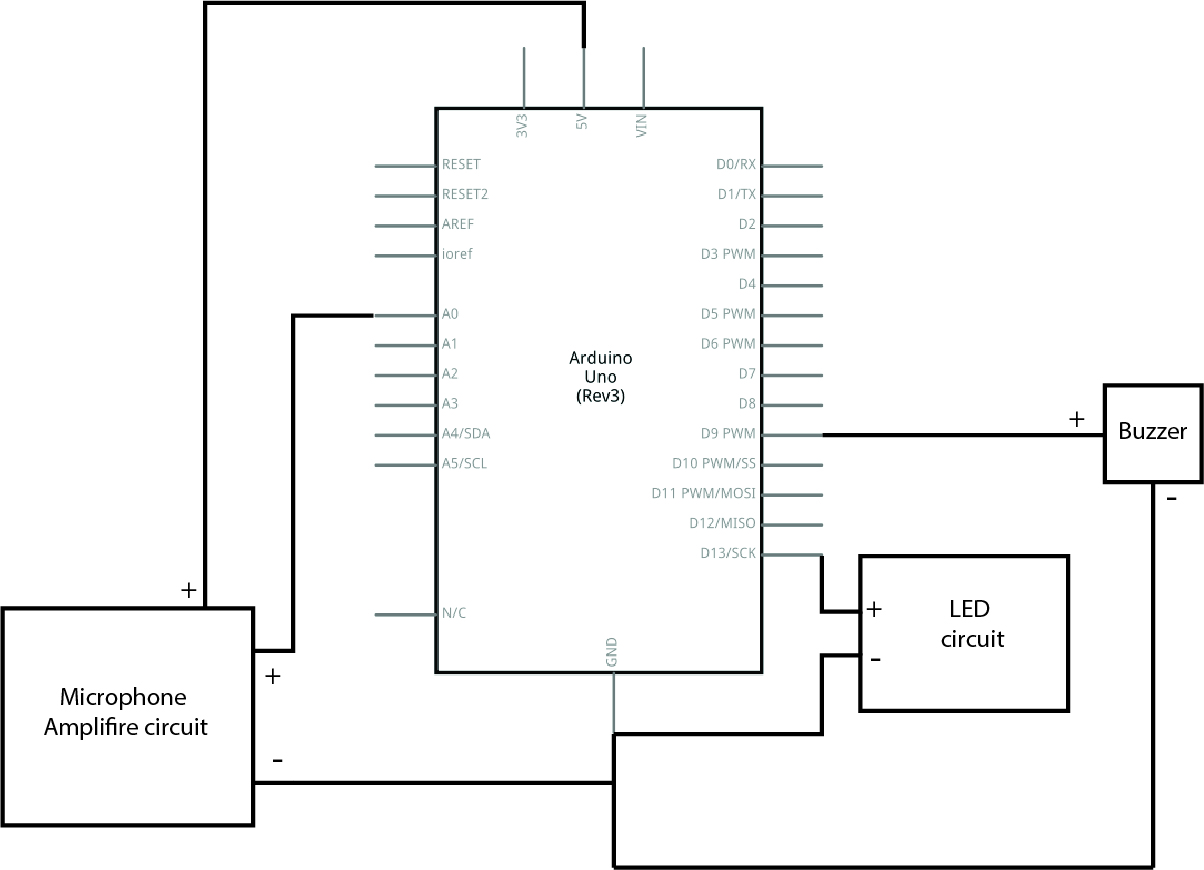 3V3
5V
VIN
RESET
RESET2
AREF
ioref
A0
A1
A2
A3
A4/SDA
A5/SCL
N/C
D0/RX
D1/TX
D2
D3 PWM
D4
D5 PWM
D6 PWM
D7
D8
D9 PWM
D10 PWM/SS
D11 PWM/MOSI
D12/MISO
D13/SCK
GND
Arduino
Uno
(Rev3)
+
Buzzer
-
+
LED
circuit
-
+
+
Microphone
Amplifire circuit
-